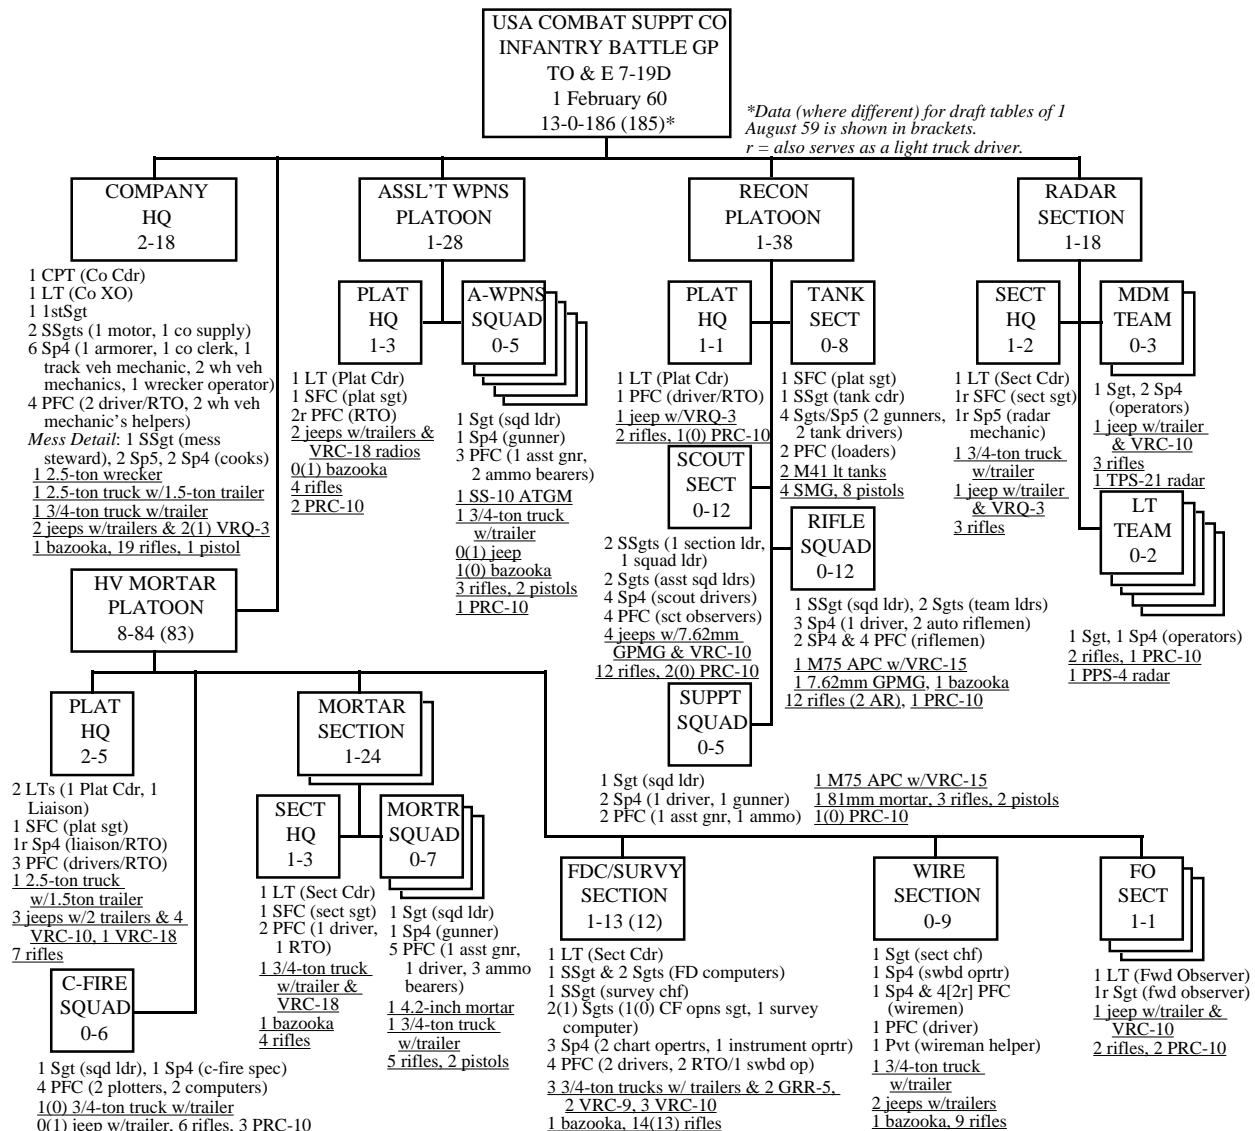 USA COMBAT SUPPT CO
INFANTRY BATTLE GP
TO & E 7-19D
1 February 60
13-0-186 (185)*
*Data (where different) for draft tables of 1
August 59 is shown in brackets.
r = also serves as a light truck driver.
COMPANY
HQ
2-18
1 CPT (Co Cdr)
1 LT (Co XO)
1 1stSgt
2 SSgts (1 motor, 1 co supply)
6 Sp4 (1 armorer, 1 co clerk, 1
track veh mechanic, 2 wh veh
mechanics, 1 wrecker operator)
4 PFC (2 driver/RTO, 2 wh veh
mechanic's helpers)
Mess Detail: 1 SSgt (mess
steward), 2 Sp5, 2 Sp4 (cooks)
1 2.5-ton wrecker
1 2.5-ton truck w/1.5-ton trailer
1 3/4-ton truck w/trailer
2 jeeps w/trailers & 2(1) VRQ-3
1 bazooka, 19 rifles, 1 pistol
ASSL'T WPNS
PLATOON
1-28
PLAT
HQ
1-3
1 LT (Plat Cdr)
1 SFC (plat sgt)
2r PFC (RTO)
2 jeeps w/trailers &
VRC-18 radios
0(1) bazooka
4 rifles
2 PRC-10
A-WPNS
SQUAD
0-5
1 Sgt (sqd ldr)
1 Sp4 (gunner)
3 PFC (1 asst gnr,
2 ammo bearers)
1 SS-10 ATGM
1 3/4-ton truck
w/trailer
0(1) jeep
1(0) bazooka
3 rifles, 2 pistols
1 PRC-10
RECON
PLATOON
1-38
PLAT
HQ
1-1
1 LT (Plat Cdr)
1 PFC (driver/RTO)
1 jeep w/VRQ-3
2 rifles, 1(0) PRC-10
TANK
SECT
0-8
1 SFC (plat sgt)
1 SSgt (tank cdr)
4 Sgts/Sp5 (2 gunners,
2 tank drivers)
2 PFC (loaders)
2 M41 lt tanks
4 SMG, 8 pistols
SCOUT
SECT
0-12
2 SSgts (1 section ldr,
1 squad ldr)
2 Sgts (asst sqd ldrs)
4 Sp4 (scout drivers)
4 PFC (sct observers)
4 jeeps w/7.62mm
GPMG & VRC-10
12 rifles, 2(0) PRC-10
RIFLE
SQUAD
0-12
1 SSgt (sqd ldr), 2 Sgts (team ldrs)
3 Sp4 (1 driver, 2 auto riflemen)
2 SP4 & 4 PFC (riflemen)
1 M75 APC w/VRC-15
1 7.62mm GPMG, 1 bazooka
12 rifles (2 AR), 1 PRC-10
SUPPT
SQUAD
0-5
1 Sgt (sqd ldr)
2 Sp4 (1 driver, 1 gunner)
2 PFC (1 asst gnr, 1 ammo)
1 M75 APC w/VRC-15
1 81mm mortar, 3 rifles, 2 pistols
1(0) PRC-10
RADAR
SECTION
1-18
SECT
HQ
1-2
1 LT (Sect Cdr)
1r SFC (sect sgt)
1r Sp5 (radar
mechanic)
1 3/4-ton truck
w/trailer
1 jeep w/trailer
& VRQ-3
3 rifles
MDM
TEAM
0-3
1 Sgt, 2 Sp4
(operators)
1 jeep w/trailer
& VRC-10
3 rifles
1 TPS-21 radar
LT
TEAM
0-2
1 Sgt, 1 Sp4 (operators)
2 rifles, 1 PRC-10
1 PPS-4 radar
HV MORTAR
PLATOON
8-84 (83)
PLAT
HQ
2-5
2 LTs (1 Plat Cdr, 1
Liaison)
1 SFC (plat sgt)
1r Sp4 (liaison/RTO)
3 PFC (drivers/RTO)
1 2.5-ton truck
w/1.5ton trailer
3 jeeps w/2 trailers & 4
VRC-10, 1 VRC-18
7 rifles
C-FIRE
SQUAD
0-6
1 Sgt (sqd ldr), 1 Sp4 (c-fire spec)
4 PFC (2 plotters, 2 computers)
1(0) 3/4-ton truck w/trailer
0(1) jeep w/trailer, 6 rifles, 3 PRC-10
MORTAR
SECTION
1-24
SECT
HQ
1-3
1 LT (Sect Cdr)
1 SFC (sect sgt)
2 PFC (1 driver,
1 RTO)
1 3/4-ton truck
w/trailer &
VRC-18
1 bazooka
4 rifles
MORTR
SQUAD
0-7
1 Sgt (sqd ldr)
1 Sp4 (gunner)
5 PFC (1 asst gnr,
1 driver, 3 ammo
bearers)
1 4.2-inch mortar
1 3/4-ton truck
w/trailer
5 rifles, 2 pistols
FDC/SURVY
SECTION
1-13 (12)
1 LT (Sect Cdr)
1 SSgt & 2 Sgts (FD computers)
1 SSgt (survey chf)
2(1) Sgts (1(0) CF opns sgt, 1 survey
computer)
3 Sp4 (2 chart opertrs, 1 instrument oprtr)
4 PFC (2 drivers, 2 RTO/1 swbd op)
3 3/4-ton trucks w/ trailers & 2 GRR-5,
2 VRC-9, 3 VRC-10
1 bazooka, 14(13) rifles
WIRE
SECTION
0-9
1 Sgt (sect chf)
1 Sp4 (swbd oprtr)
1 Sp4 & 4[2r] PFC
(wiremen)
1 PFC (driver)
1 Pvt (wireman helper)
1 3/4-ton truck
w/trailer
2 jeeps w/trailers
1 bazooka, 9 rifles
FO
SECT
1-1
1 LT (Fwd Observer)
1r Sgt (fwd observer)
1 jeep w/trailer &
VRC-10
2 rifles, 2 PRC-10